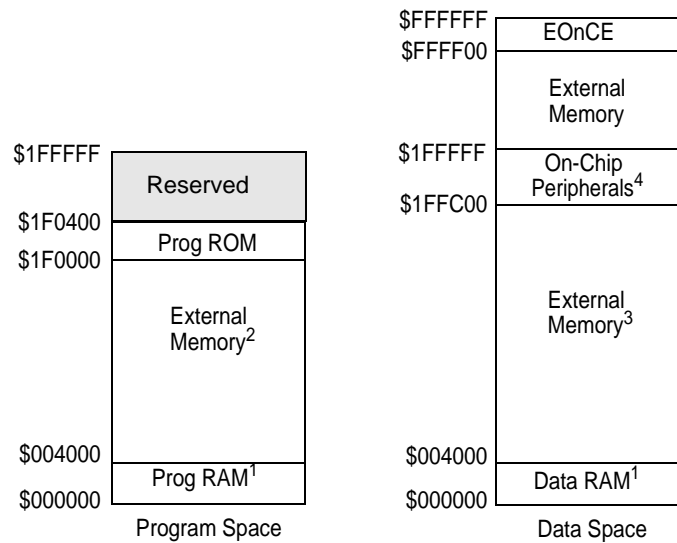 $1FFFFF
Reserved
$1F0400
Prog ROM
$1F0000
External
Memory2
$004000
Prog RAM1
$000000
Program Space
$FFFFFF
EOnCE
$FFFF00
External
Memory
$1FFFFF
On-Chip
Peripherals4
$1FFC00
External
Memory3
$004000
Data RAM1
$000000
Data Space